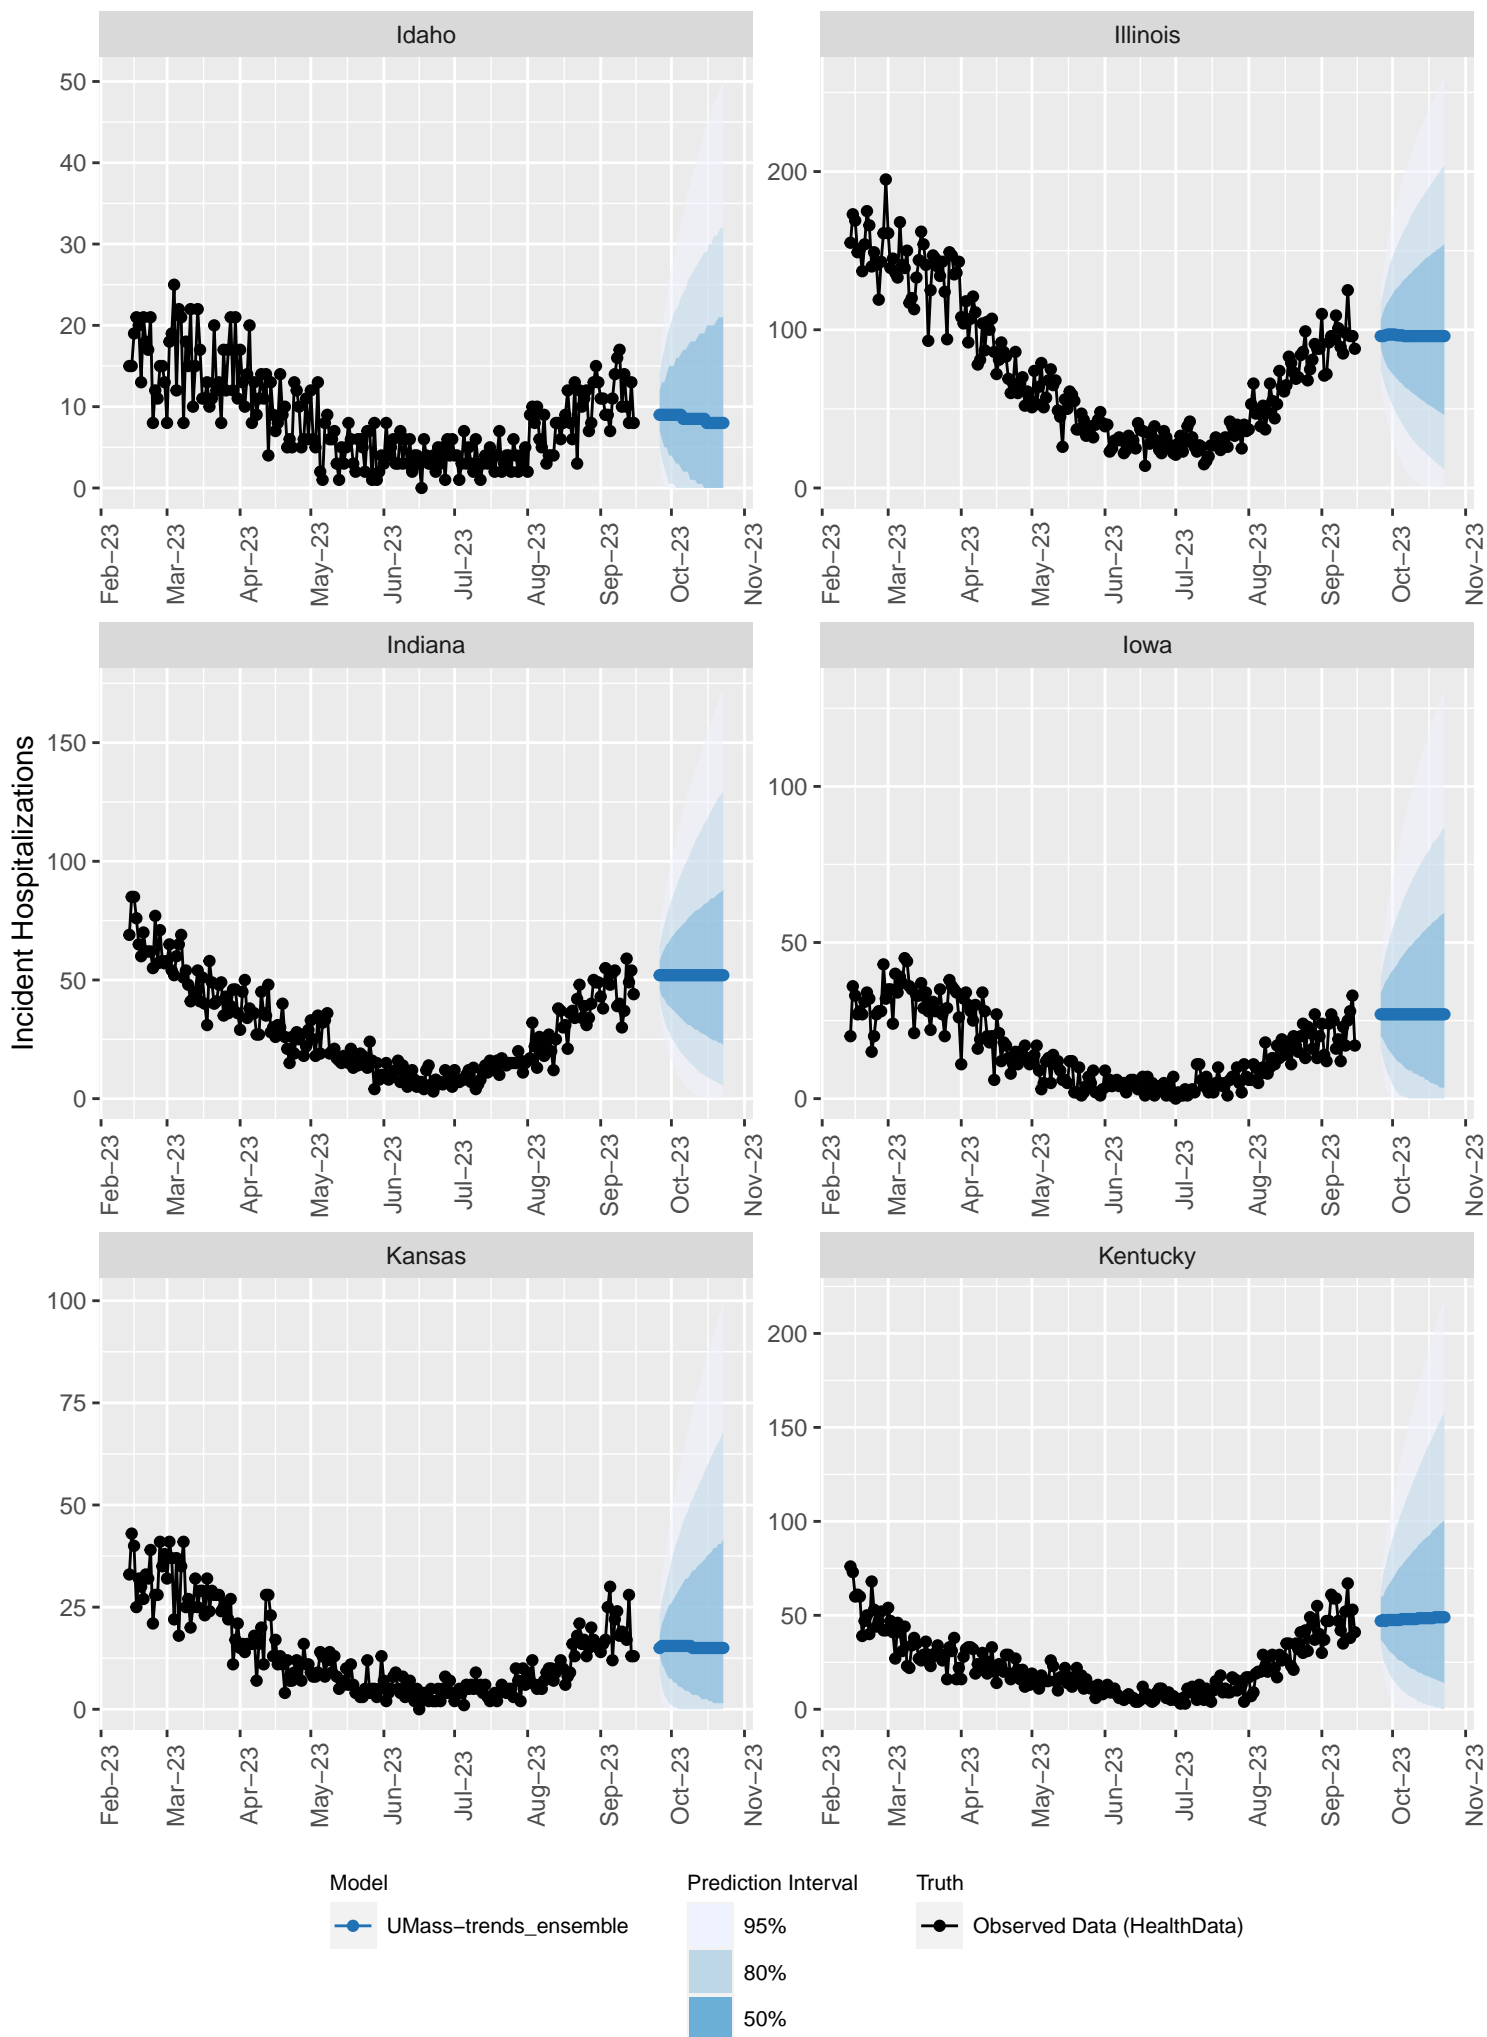 Idaho
Illinois
50
40
30
20
10
0
200
100
0
Feb−23
Mar−23
Apr−23
May−23
Jun−23
Jul−23
Aug−23
Sep−23
Oct−23
Nov−23
Feb−23
Mar−23
Apr−23
May−23
Jun−23
Jul−23
Aug−23
Sep−23
Oct−23
Nov−23
Incident Hospitalizations
Indiana
Iowa
150
100
50
0
100
50
0
Feb−23
Mar−23
Apr−23
May−23
Jun−23
Jul−23
Aug−23
Sep−23
Oct−23
Nov−23
Feb−23
Mar−23
Apr−23
May−23
Jun−23
Jul−23
Aug−23
Sep−23
Oct−23
Nov−23
Kansas
Kentucky
100
75
50
25
0
200
150
100
50
0
Feb−23
Mar−23
Apr−23
May−23
Jun−23
Jul−23
Aug−23
Sep−23
Oct−23
Nov−23
Feb−23
Mar−23
Apr−23
May−23
Jun−23
Jul−23
Aug−23
Sep−23
Oct−23
Nov−23
Model
UMass−trends_ensemble
Prediction Interval
95%
80%
50%
Truth
Observed Data (HealthData)